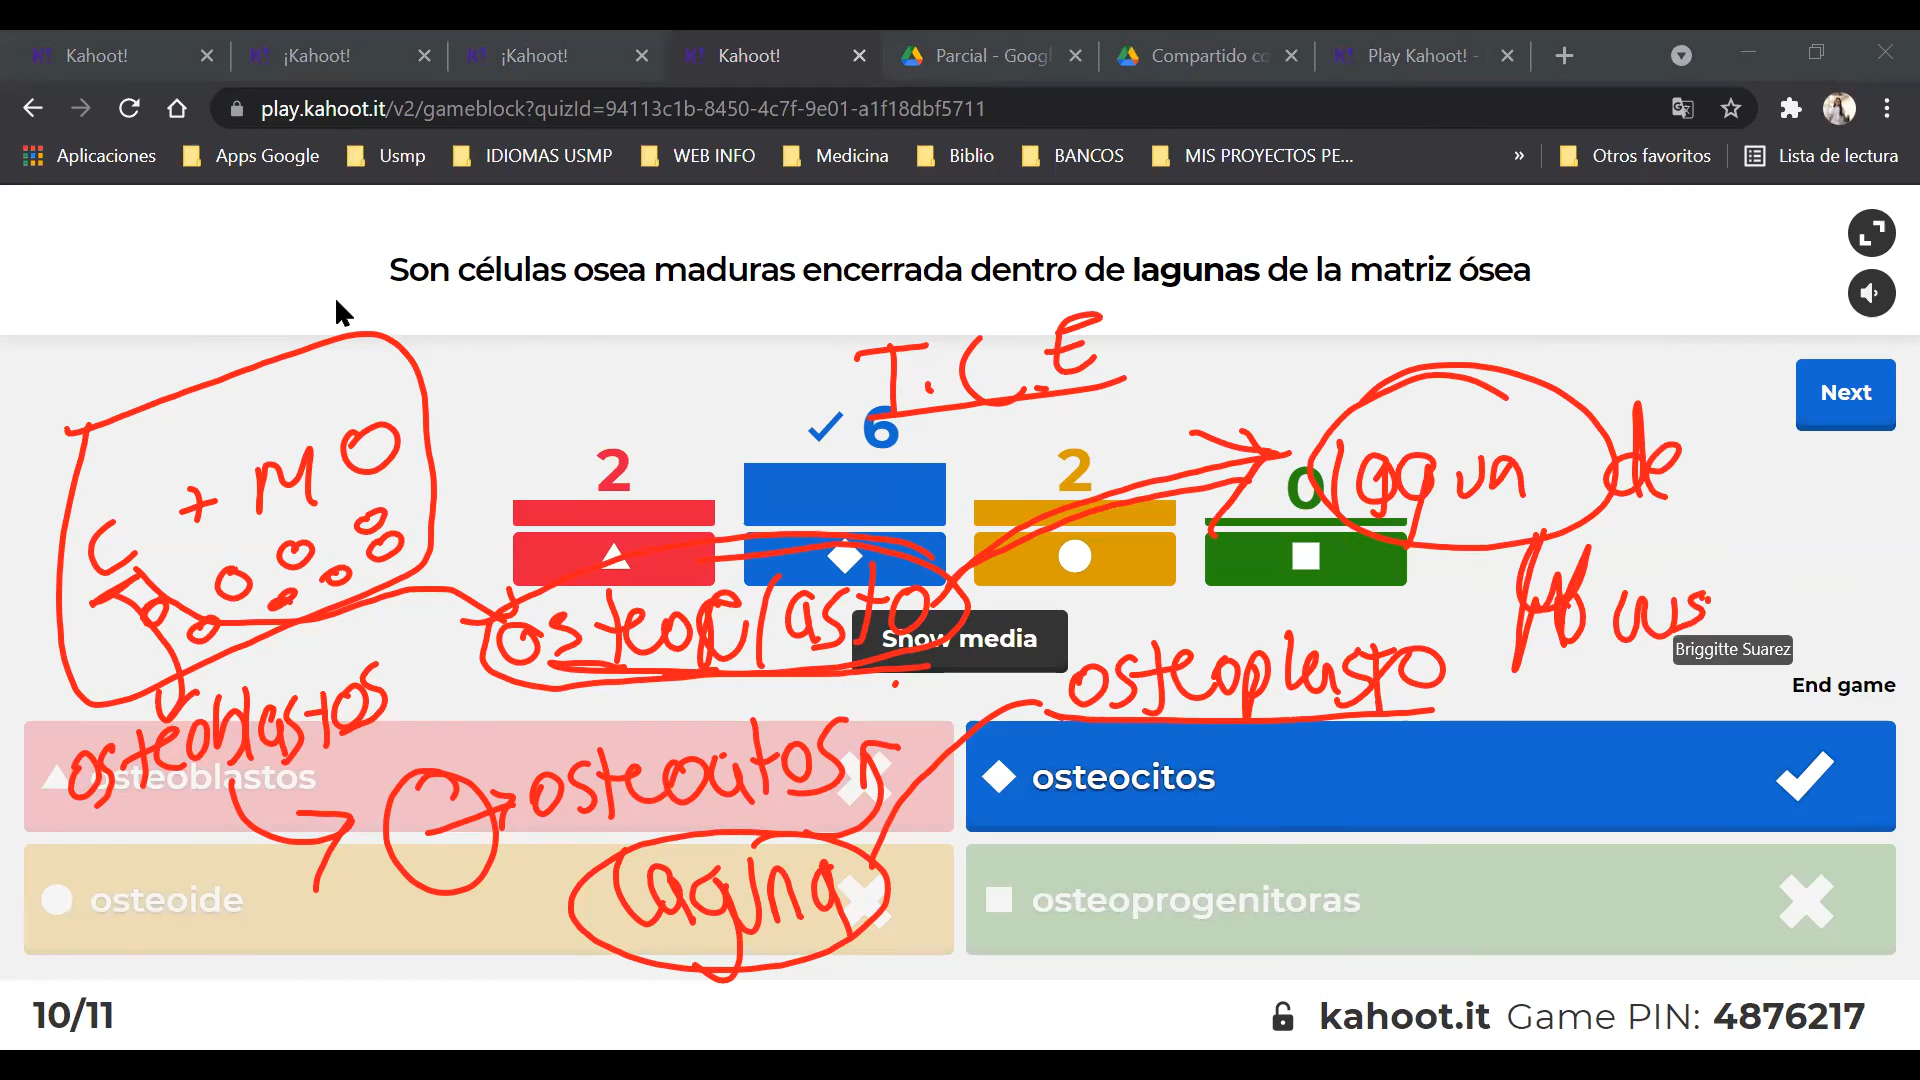 Kahoot!
¡Kahoot!
¡Kahoot!
Kahoot!
Parcial - Googl
Compartido co
Play Kahoot! -
play.kahoot.it/v2/gameblock?quizId=94113c1b-8450-4c7f-9e01-a1f18dbf5711
Aplicaciones
Apps Google
Usmp
IDIOMAS USMP
WEB INFO
Medicina
Biblio
BANCOS
MIS PROYECTOS PE...
»
Otros favoritos
Lista de lectura
Son células osea maduras encerrada dentro de lagunas de la matriz ósea
T.C.E
Next
2
6
2
0
de
C + M
osteoclasto
Show media
Briggitte Suarez
osteoplasto
End game
osteoblastos
osteoblastos
osteocitos
osteocitos
laguna
osteoide
osteoprogenitoras
10/11
kahoot.it Game PIN: 4876217